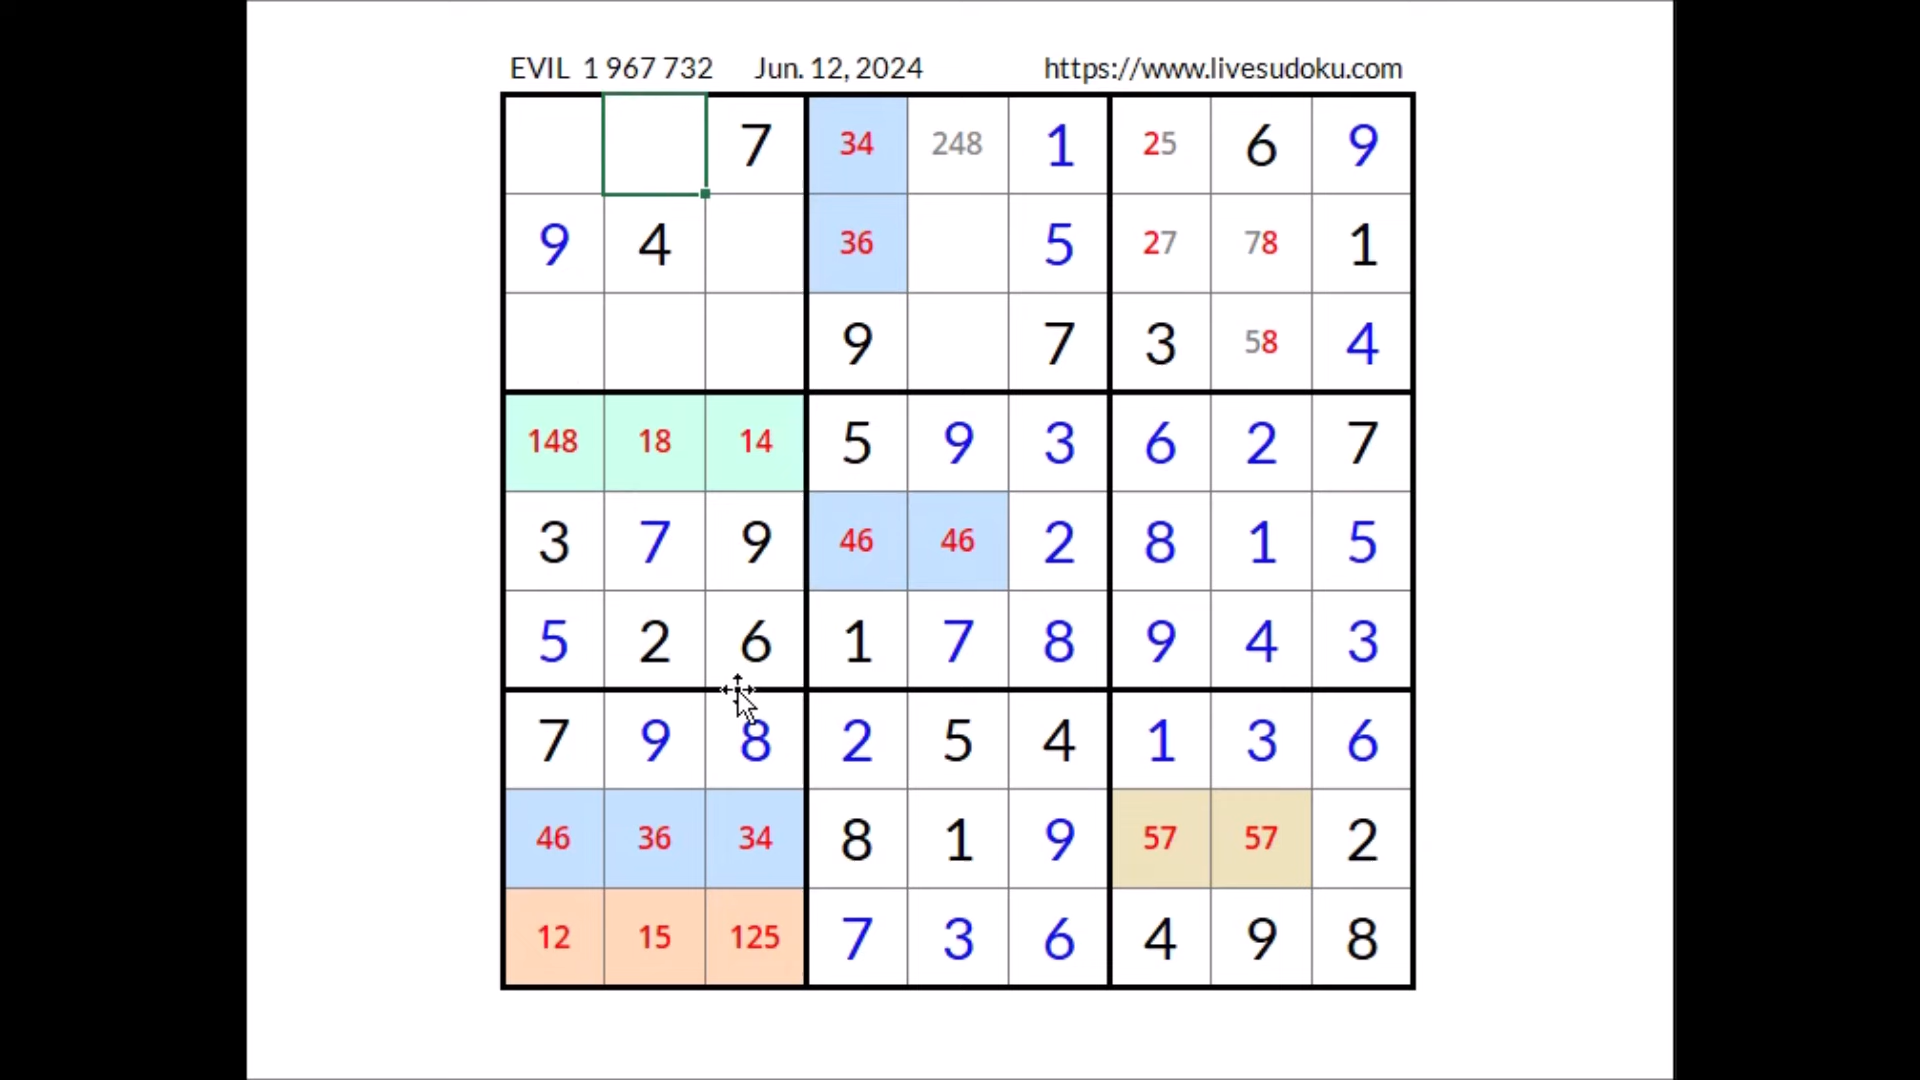 EVIL 1 967 732 Jun. 12, 2024 https://www.livesudoku.com
7 34 248 1 25 6 9
9 4 36 5 27 78 1
9 7 3 58 4
148 18 14 5 9 3 6 2 7
3 7 9 46 46 2 8 1 5
5 2 6 1 7 8 9 4 3
7 9 8 2 5 4 1 3 6
46 36 34 8 1 9 57 57 2
12 15 125 7 3 6 4 9 8